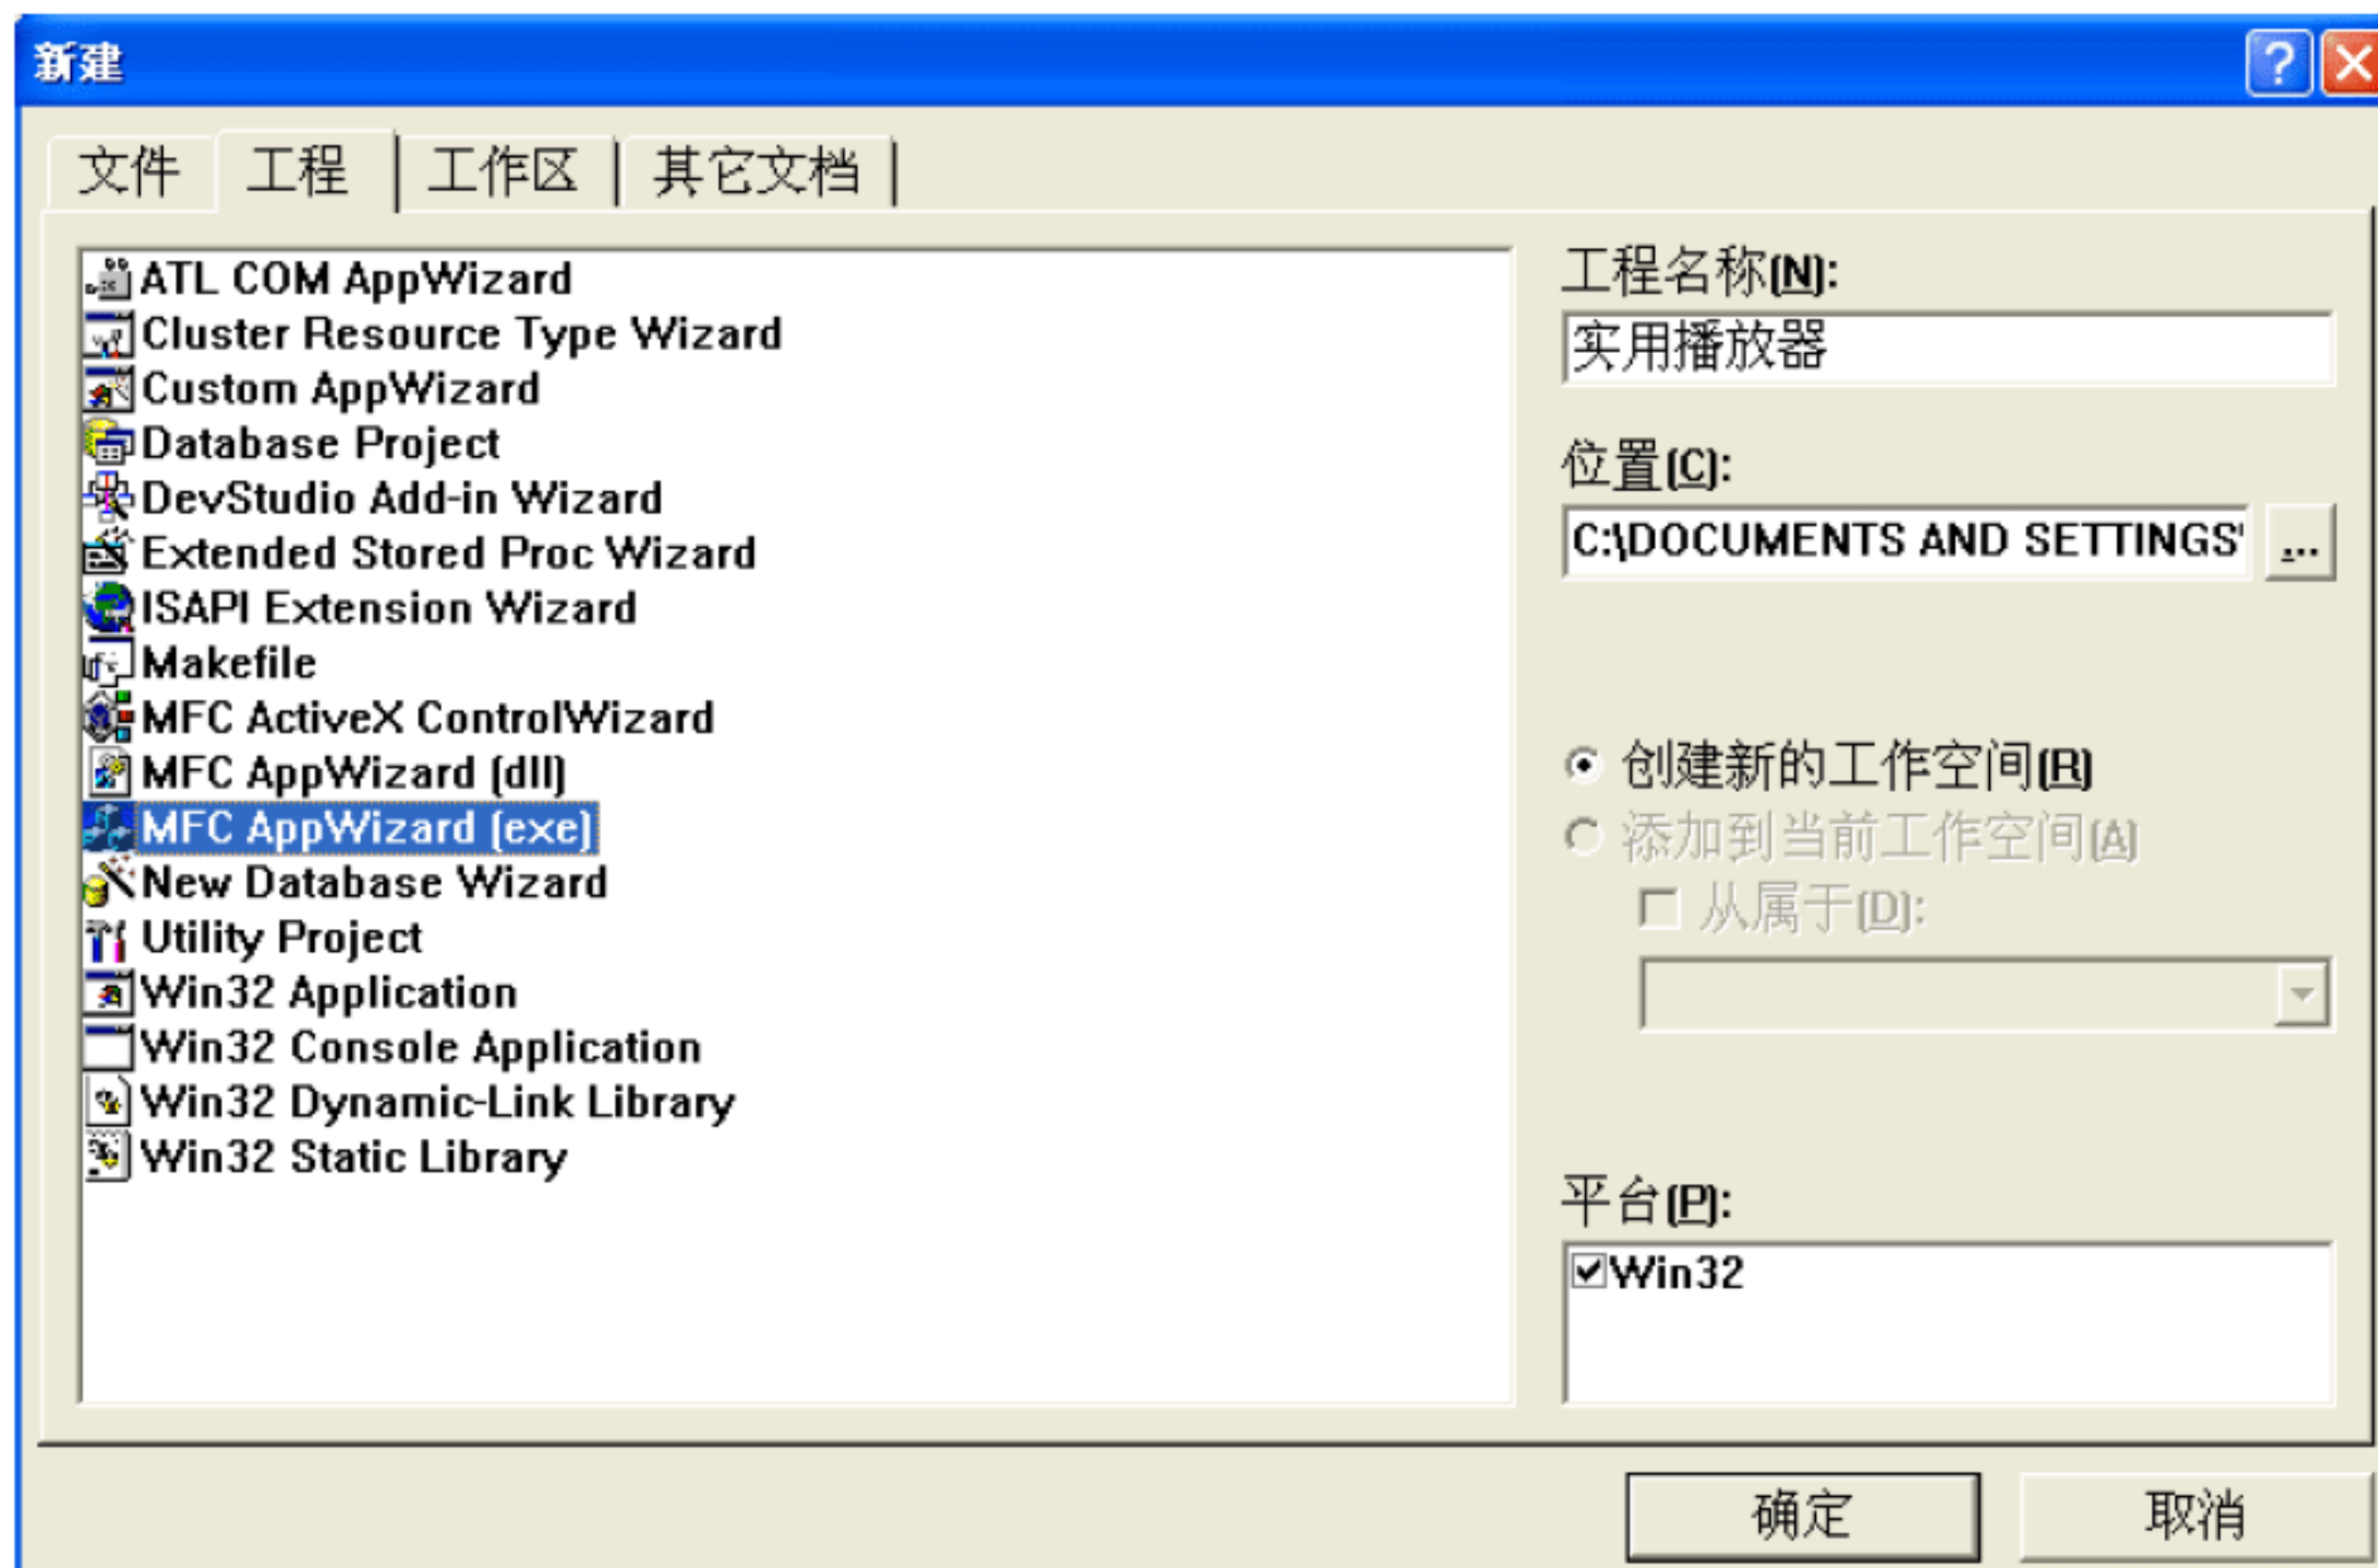 新建
文件 工程 工作区 其它文档
ATL COM AppWizard
Cluster Resource Type Wizard
Custom AppWizard
Database Project
DevStudio Add-in Wizard
Extended Stored Proc Wizard
ISAPI Extension Wizard
Makefile
MFC ActiveX ControlWizard
MFC AppWizard (dll)
MFC AppWizard (exe)
New Database Wizard
Utility Project
Win32 Application
Win32 Console Application
Win32 Dynamic-Link Library
Win32 Static Library
工程名称(N):
实用播放器
位置(C):
C:\DOCUMENTS AND SETTINGS\
...
创建新的工作空间(R)
添加到当前工作空间(A)
从属于(D):
平台(P):
Win32
确定 取消